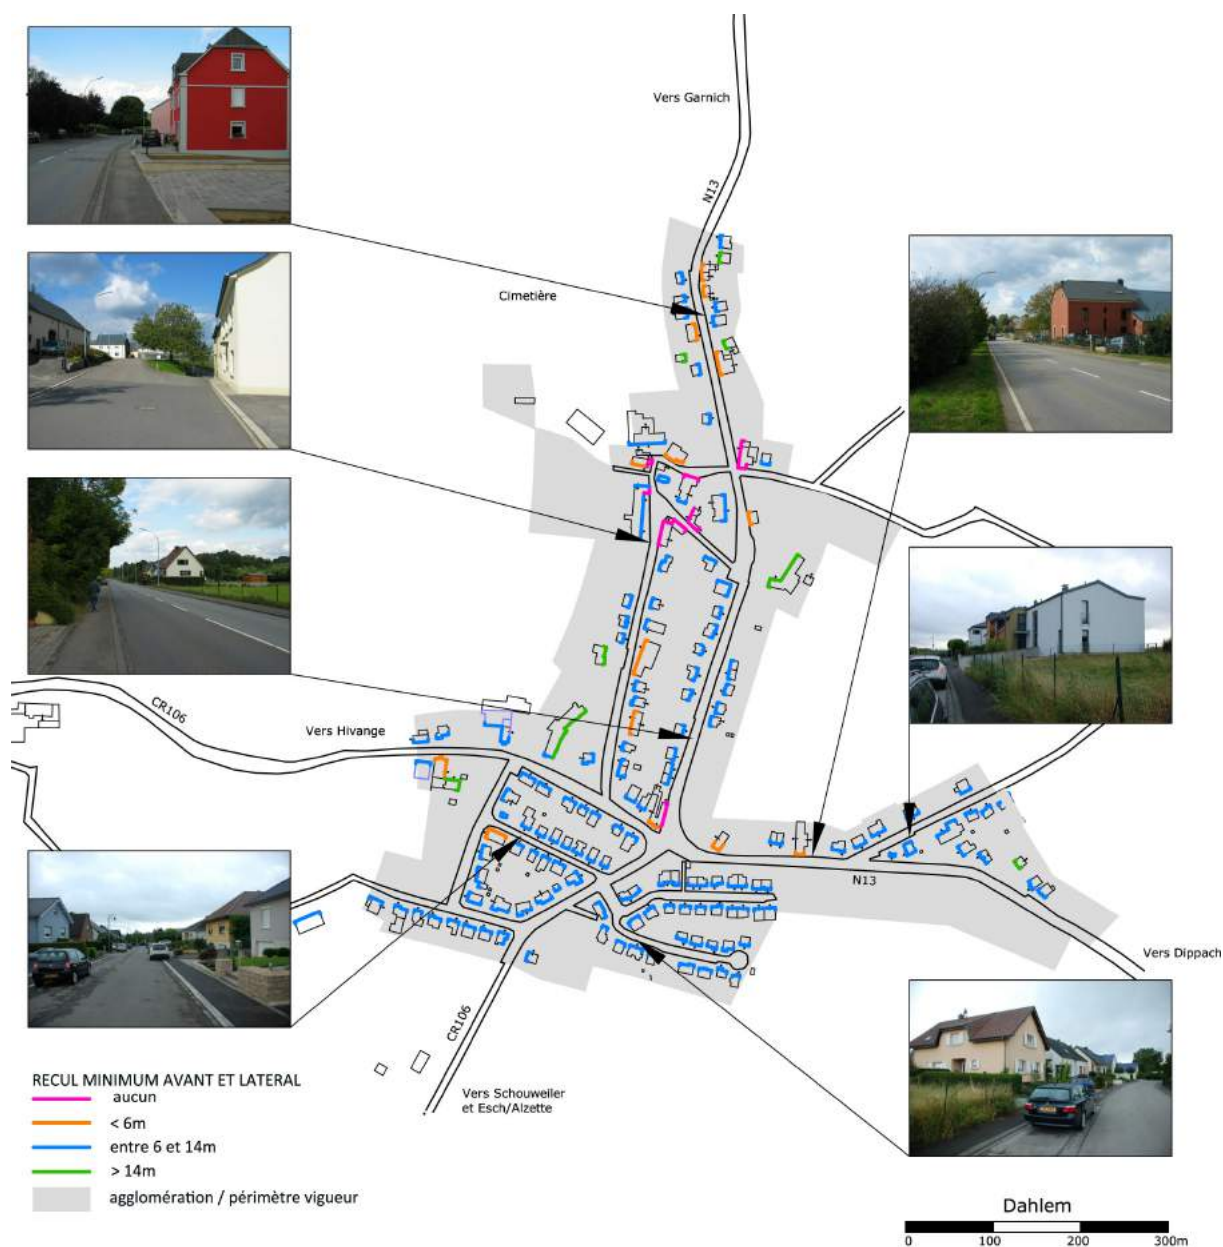 Vers Garnich
N13
Cimetière
CR106
Vers Hivange
N13
Vers Dippach
CR106
Vers Schouweiler
et Esch/Alzette
RECUL MINIMUM AVANT ET LATERAL
aucun
< 6m
entre 6 et 14m
> 14m
agglomération / périmètre vigueur
Dahlem
0 100 200 300m